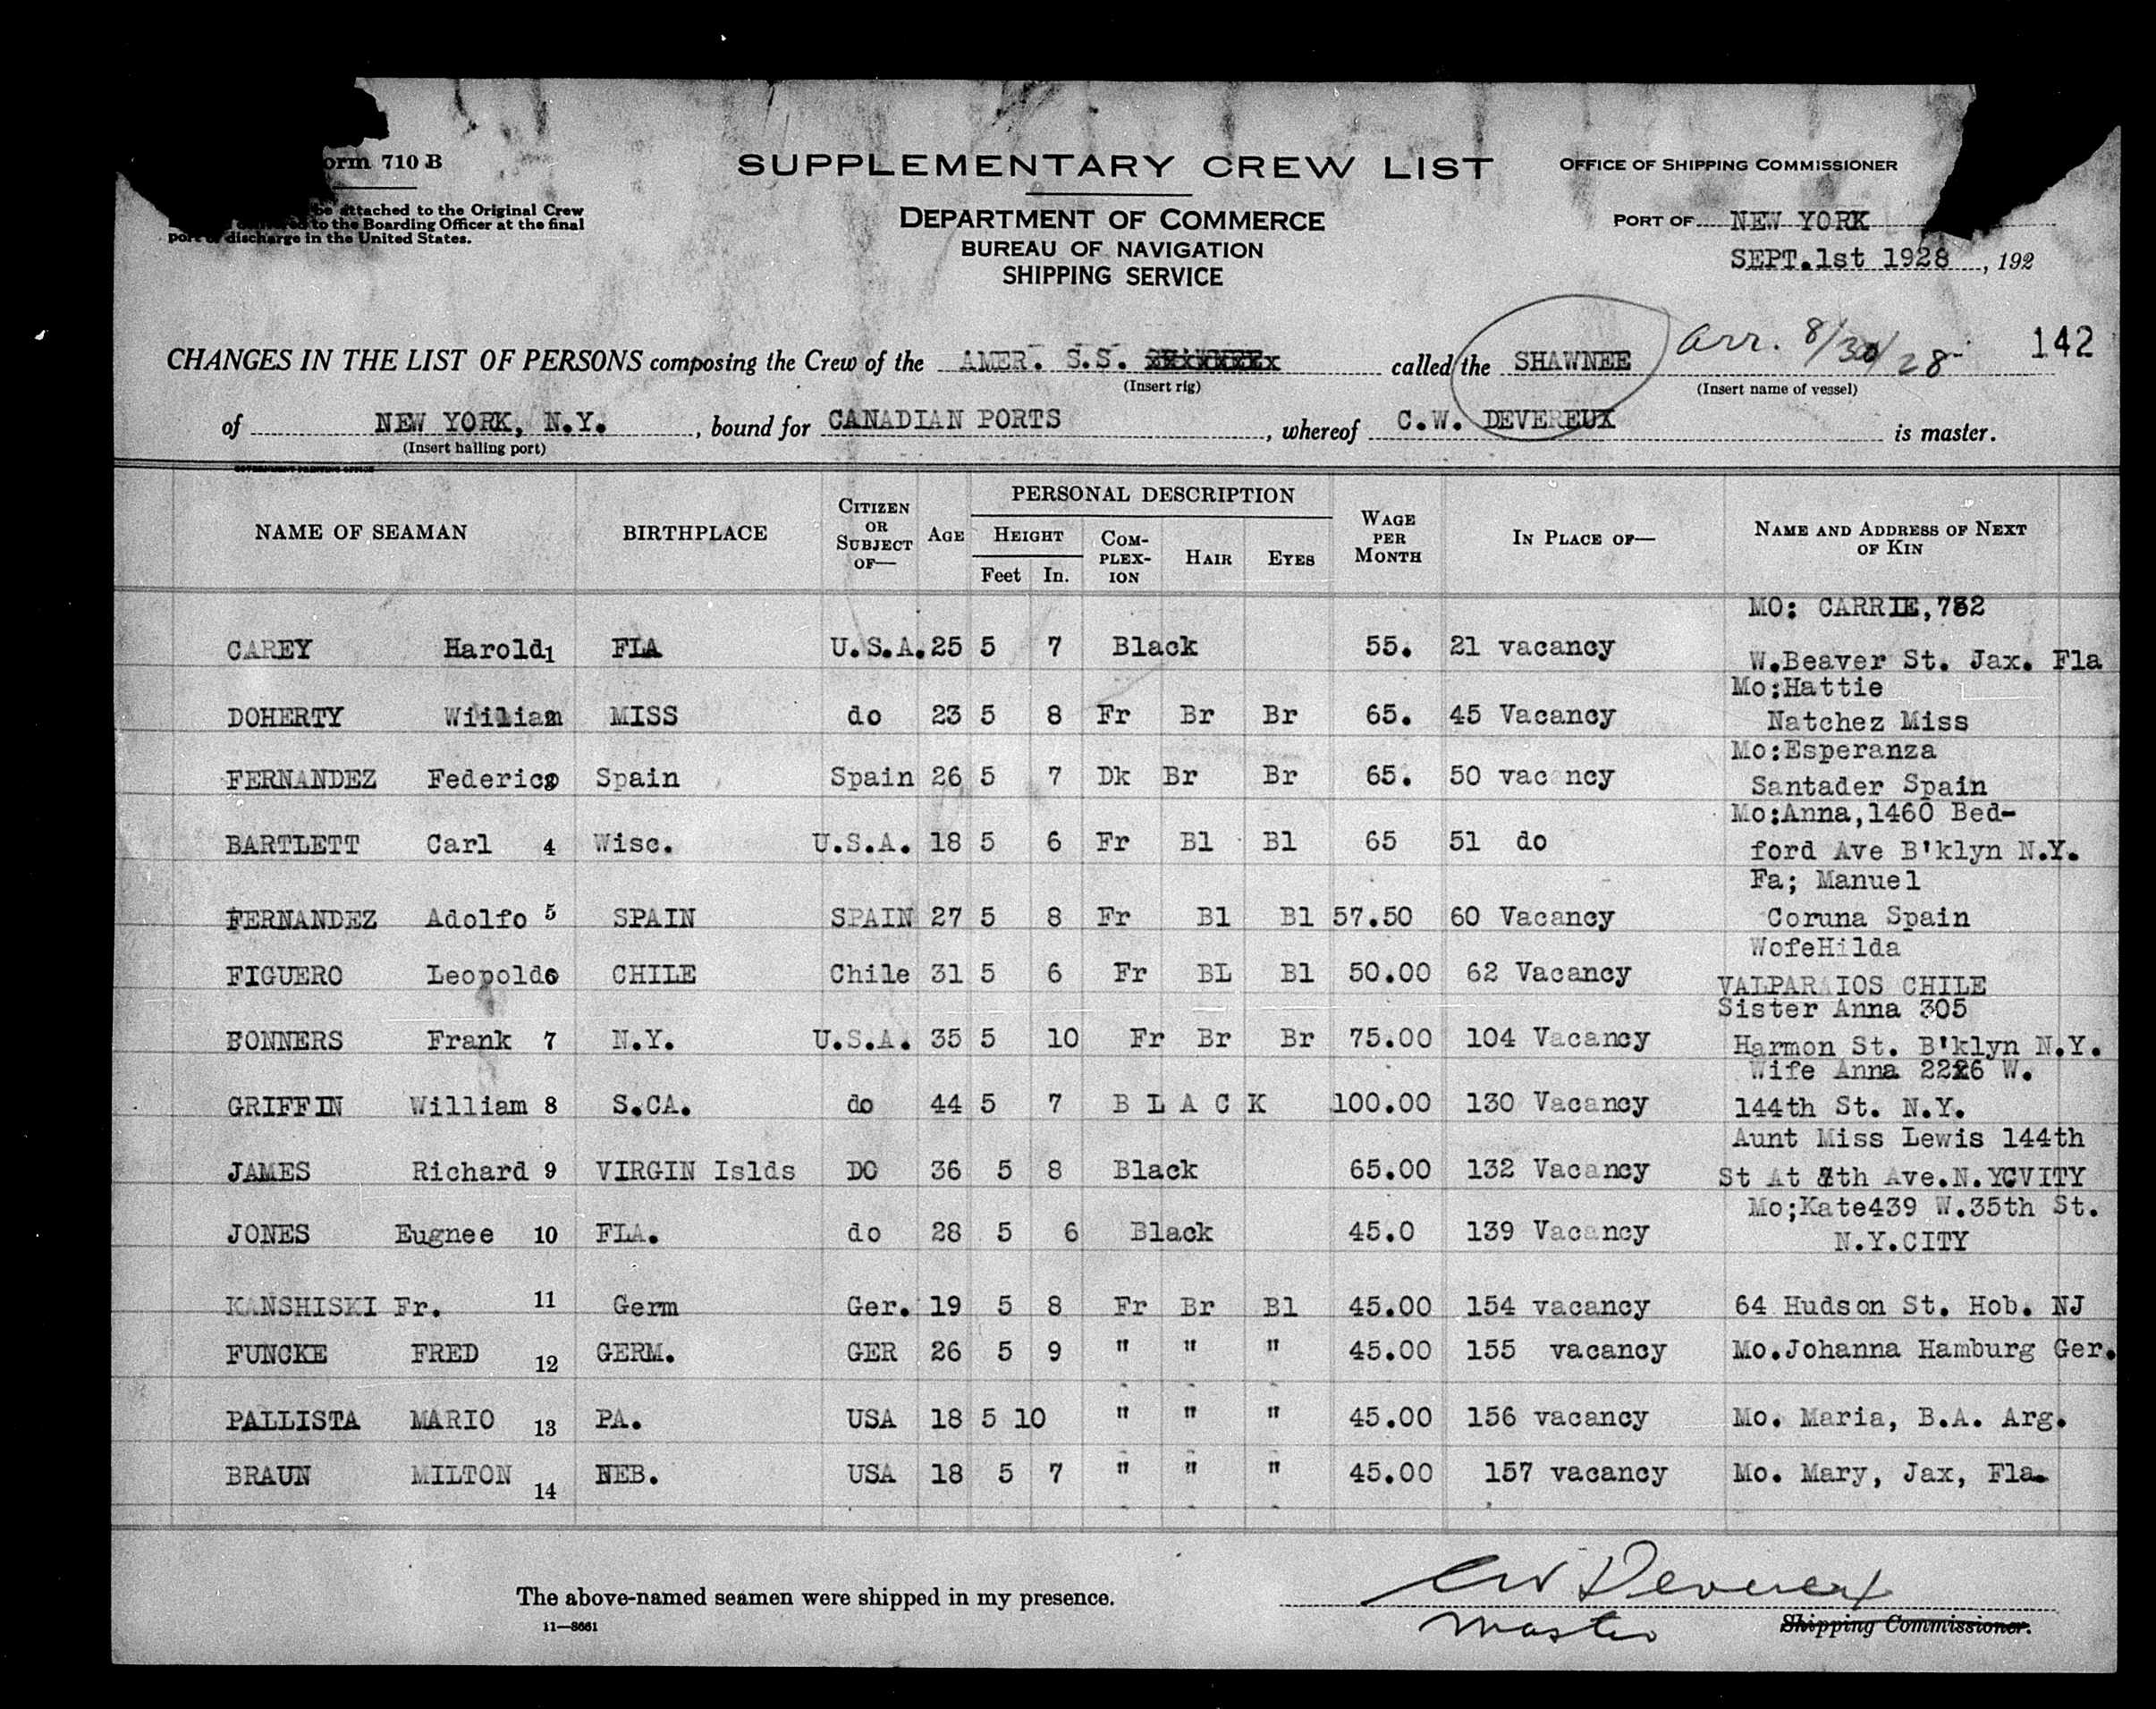 orm 710 B
be attached to the Original Crew
to the Boarding Officer at the final
port of discharge in the United States.
SUPPLEMENTARY CREW LIST
DEPARTMENT OF COMMERCE
BUREAU OF NAVIGATION
SHIPPING SERVICE
OFFICE OF SHIPPING COMMISSIONER
PORT OF NEW YORK
SEPT.1st 1928, 192
arr. 8/30/28
142
CHANGES IN THE LIST OF PERSONS composing the Crew of the AMER. S.S. called the SHAWNEE
(Insert rig) (Insert name of vessel)
of NEW YORK, N.Y., bound for CANADIAN PORTS, whereof C.W. DEVEREUX is master.
(Insert hailing port)
GOVERNMENT PRINTING OFFICE
NAME OF SEAMAN BIRTHPLACE CITIZEN OR SUBJECT OF— AGE PERSONAL DESCRIPTION HEIGHT Feet In. COMPLEXION HAIR EYES WAGE PER MONTH IN PLACE OF— NAME AND ADDRESS OF NEXT OF KIN
MO: CARRIE,732
CAREY Harold 1 FLA U.S.A. 25 5 7 Black 55. 21 vacancy W.Beaver St. Jax. Fla
Mo:Hattie
DOHERTY Wiiliam MISS do 23 5 8 Fr Br Br 65. 45 Vacancy Natchez Miss
Mo:Esperanza
FERNANDEZ Federico Spain Spain 26 5 7 Dk Br Br 65. 50 vac ncy Santader Spain
Mo:Anna,1460 Bed-
BARTLETT Carl 4 Wisc. U.S.A. 18 5 6 Fr Bl Bl 65 51 do ford Ave B'klyn N.Y.
Fa; Manuel
FERNANDEZ Adolfo 5 SPAIN SPAIN 27 5 8 Fr Bl Bl 57.50 60 Vacancy Coruna Spain
WofeHilda
FIGUERO Leopoldo CHILE Chile 31 5 6 Fr BL Bl 50.00 62 Vacancy VALPARAIOS CHILE
Sister Anna 305
BONNERS Frank 7 N.Y. U.S.A. 35 5 10 Fr Br Br 75.00 104 Vacancy Harmon St. B'klyn N.Y.
Wife Anna 2226 W.
GRIFFIN William 8 S.CA. do 44 5 7 B L A C K 100.00 130 Vacancy 144th St. N.Y.
Aunt Miss Lewis 144th
JAMES Richard 9 VIRGIN Islds DO 36 5 8 Black 65.00 132 Vacancy St At 7th Ave.N.YCVITY
Mo;Kate439 W.35th St.
JONES Eugnee 10 FLA. do 28 5 6 Black 45.0 139 Vacancy N.Y.CITY
KANSHISKI Fr. 11 Germ Ger. 19 5 8 Fr Br Bl 45.00 154 vacancy 64 Hudson St. Hob. NJ
FUNCKE FRED 12 GERM. GER 26 5 9 " " " 45.00 155 vacancy Mo.Johanna Hamburg Ger.
PALLISTA MARIO 13 PA. USA 18 5 10 " " " 45.00 156 vacancy Mo. Maria, B.A. Arg.
BRAUN MILTON 14 NEB. USA 18 5 7 " " " 45.00 157 vacancy Mo. Mary, Jax, Fla.
The above-named seamen were shipped in my presence.
11—8661
CW Devereux
Master Shipping Commissioner.